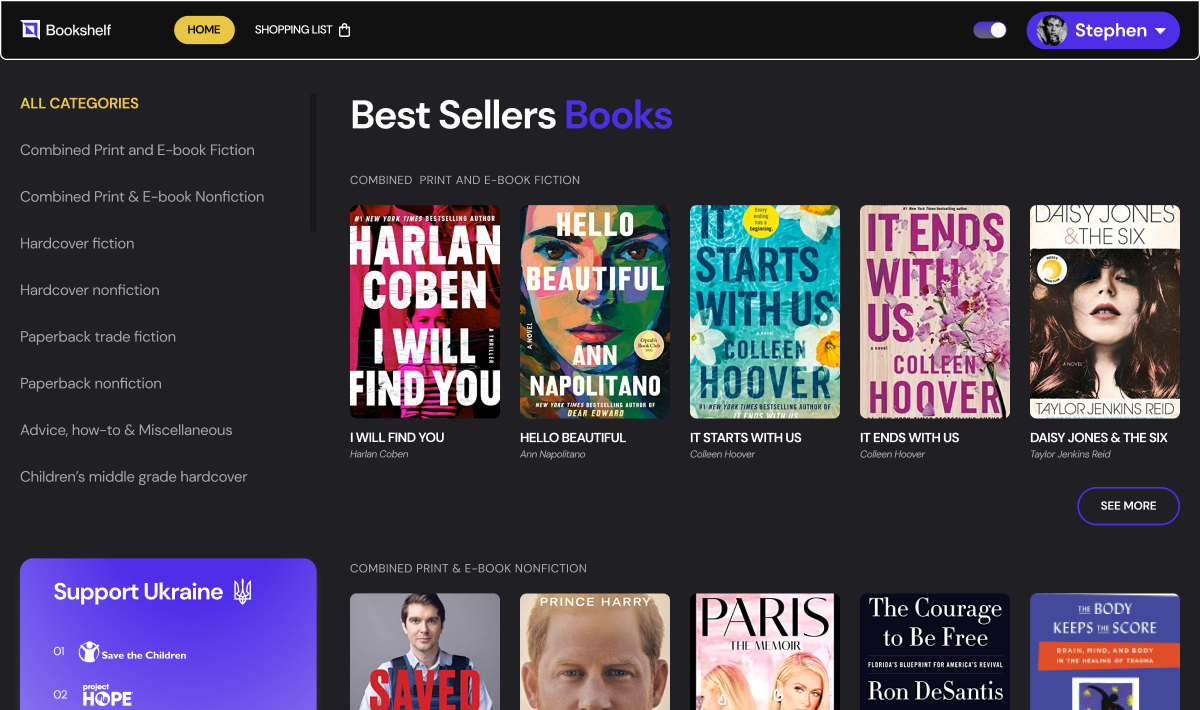 Bookshelf
HOME
SHOPPING LIST
Stephen
ALL CATEGORIES
Combined Print and E-book Fiction
Combined Print & E-book Nonfiction
Hardcover fiction
Hardcover nonfiction
Paperback trade fiction
Paperback nonfiction
Advice, how-to & Miscellaneous
Children’s middle grade hardcover
Support Ukraine
01
Save the Children
02
project
HOPE
Best Sellers Books
COMBINED PRINT AND E-BOOK FICTION
#1 NEW YORK TIMES BESTSELLING AUTHOR
HARLAN
COBEN
I WILL
FIND YOU
A THRILLER
I WILL FIND YOU
Harlan Coben
HELLO
BEAUTIFUL
A NOVEL
Oprah's
Book Club
ANN
NAPOLITANO
NEW YORK TIMES BESTSELLING AUTHOR OF
DEAR EDWARD
HELLO BEAUTIFUL
Ann Napolitano
Every
ending
has a
beginning.
IT
STARTS
WITH US
a novel
COLLEEN
HOOVER
#1 NEW YORK TIMES BESTSELLING AUTHOR OF
IT ENDS WITH US
IT STARTS WITH US
Colleen Hoover
#1 New York Times bestselling author
IT ENDS
WITH
US
a novel
COLLEEN
HOOVER
IT ENDS WITH US
Colleen Hoover
DAISY JONES
& THE SIX
A NOVEL
TAYLOR JENKINS REID
DAISY JONES & THE SIX
Taylor Jenkins Reid
SEE MORE
COMBINED PRINT & E-BOOK NONFICTION
SAVED
PRINCE HARRY
PARIS
THE MEMOIR
The Courage
to Be Free
FLORIDA'S BLUEPRINT FOR AMERICA'S REVIVAL
Ron DeSantis
THE BODY
KEEPS THE SCORE
BRAIN, MIND, AND BODY
IN THE HEALING OF TRAUMA